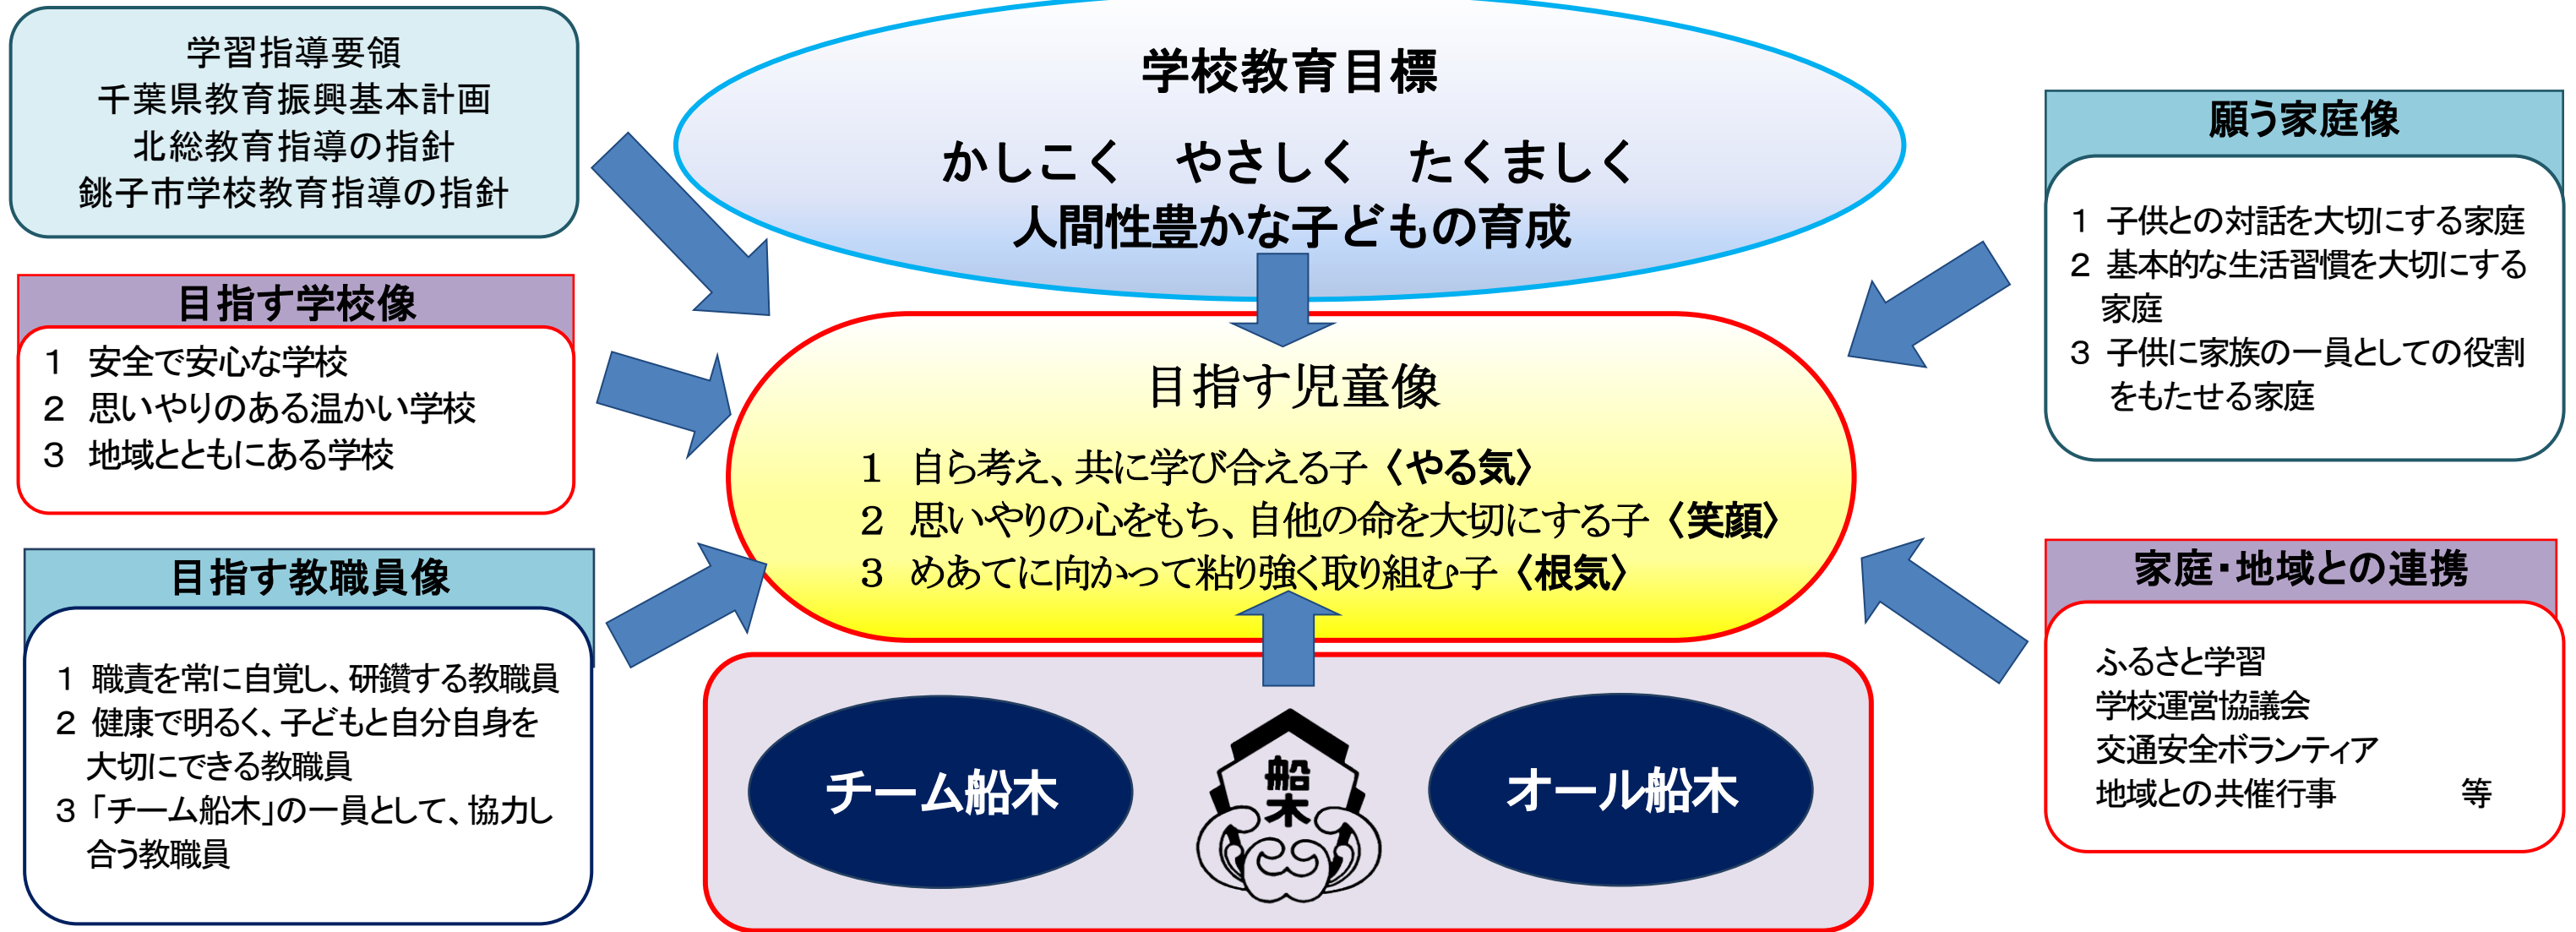 学習指導要領
千葉県教育振興基本計画
北総教育指導の指針
銚子市学校教育指導の指針
学校教育目標
かしこく　やさしく　たくましく
人間性豊かな子どもの育成
目指す学校像
1　安全で安心な学校
2　思いやりのある温かい学校
3　地域とともにある学校
目指す教職員像
1　職責を常に自覚し、研鑽する教職員
2　健康で明るく、子どもと自分自身を
大切にできる教職員
3　「チーム船木」の一員として、協力し
合う教職員
目指す児童像
1　自ら考え、共に学び合える子〈やる気〉
2　思いやりの心をもち、自他の命を大切にする子〈笑顔〉
3　めあてに向かって粘り強く取り組む子〈根気〉
チーム船木
船木
オール船木
願う家庭像
1　子供との対話を大切にする家庭
2　基本的な生活習慣を大切にする
家庭
3　子供に家族の一員としての役割
をもたせる家庭
家庭・地域との連携
ふるさと学習
学校運営協議会
交通安全ボランティア
地域との共催行事　　　　等